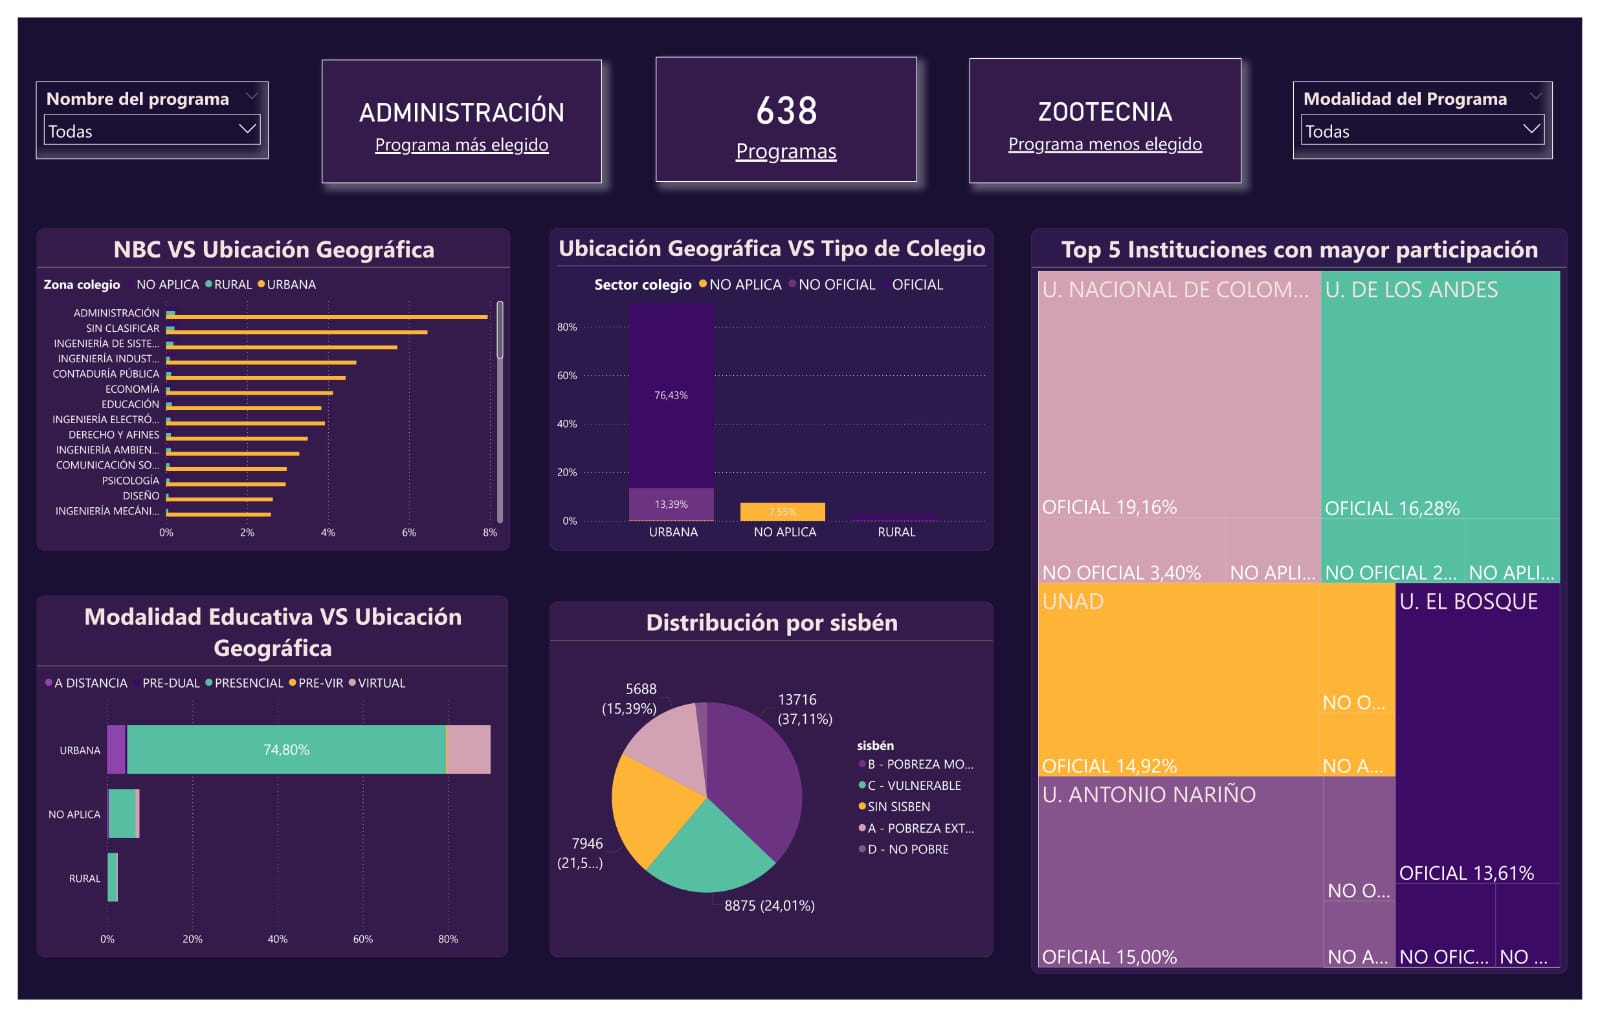 Nombre del programa
Todas
ADMINISTRACIÓN
Programa más elegido
638
Programas
ZOOTECNIA
Programa menos elegido
Modalidad del Programa
Todas
NBC VS Ubicación Geográfica
Zona colegio NO APLICA RURAL URBANA
ADMINISTRACIÓN
SIN CLASIFICAR
INGENIERÍA DE SISTE...
INGENIERÍA INDUST...
CONTADURÍA PÚBLICA
ECONOMÍA
EDUCACIÓN
INGENIERÍA ELECTRÓ...
DERECHO Y AFINES
INGENIERÍA AMBIEN...
COMUNICACIÓN SO...
PSICOLOGÍA
DISEÑO
INGENIERÍA MECÁNI...
0% 2% 4% 6% 8%
Ubicación Geográfica VS Tipo de Colegio
Sector colegio NO APLICA NO OFICIAL OFICIAL
80%
60%
40%
20%
0%
76,43%
13,39%
7,55%
URBANA NO APLICA RURAL
Top 5 Instituciones con mayor participación
U. NACIONAL DE COLOM...
OFICIAL 19,16%
NO OFICIAL 3,40%
NO APLI...
U. DE LOS ANDES
OFICIAL 16,28%
NO OFICIAL 2...
NO APLI...
UNAD
OFICIAL 14,92%
NO O...
NO A...
U. ANTONIO NARIÑO
OFICIAL 15,00%
NO O...
NO A...
U. EL BOSQUE
OFICIAL 13,61%
NO OFIC...
NO ...
Modalidad Educativa VS Ubicación
Geográfica
A DISTANCIA PRE-DUAL PRESENCIAL PRE-VIR VIRTUAL
URBANA
74,80%
NO APLICA
RURAL
0% 20% 40% 60% 80%
Distribución por sisbén
5688
(15,39%)
13716
(37,11%)
7946
(21,5...)
8875 (24,01%)
sisbén
B - POBREZA MO...
C - VULNERABLE
SIN SISBEN
A - POBREZA EXT...
D - NO POBRE